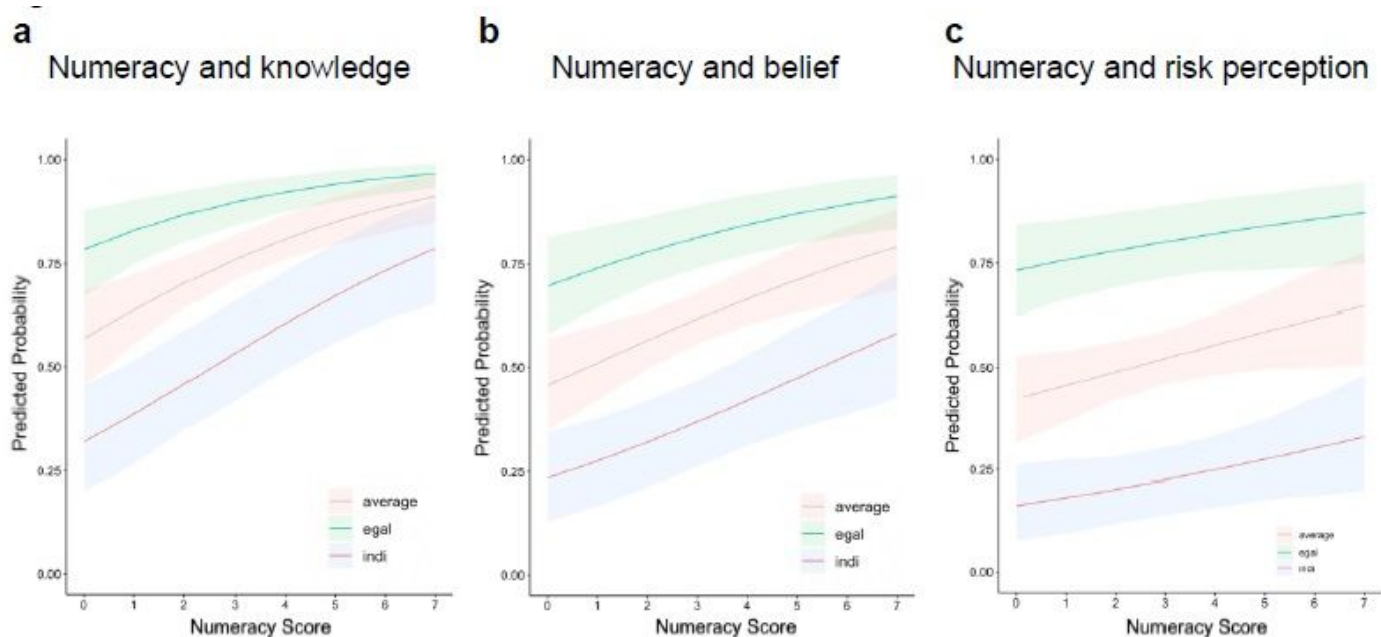 a
Numeracy and knowledge
1.00
0.75
0.50
0.25
0.00
Predicted Probability
average
egal
indi
0 1 2 3 4 5 6 7
Numeracy Score
b
Numeracy and belief
1.00
0.75
0.50
0.25
0.00
Predicted Probability
average
egal
indi
0 1 2 3 4 5 6 7
Numeracy Score
c
Numeracy and risk perception
1.00
0.75
0.50
0.25
0.00
Predicted Probability
average
egal
indi
0 1 2 3 4 5 6 7
Numeracy Score